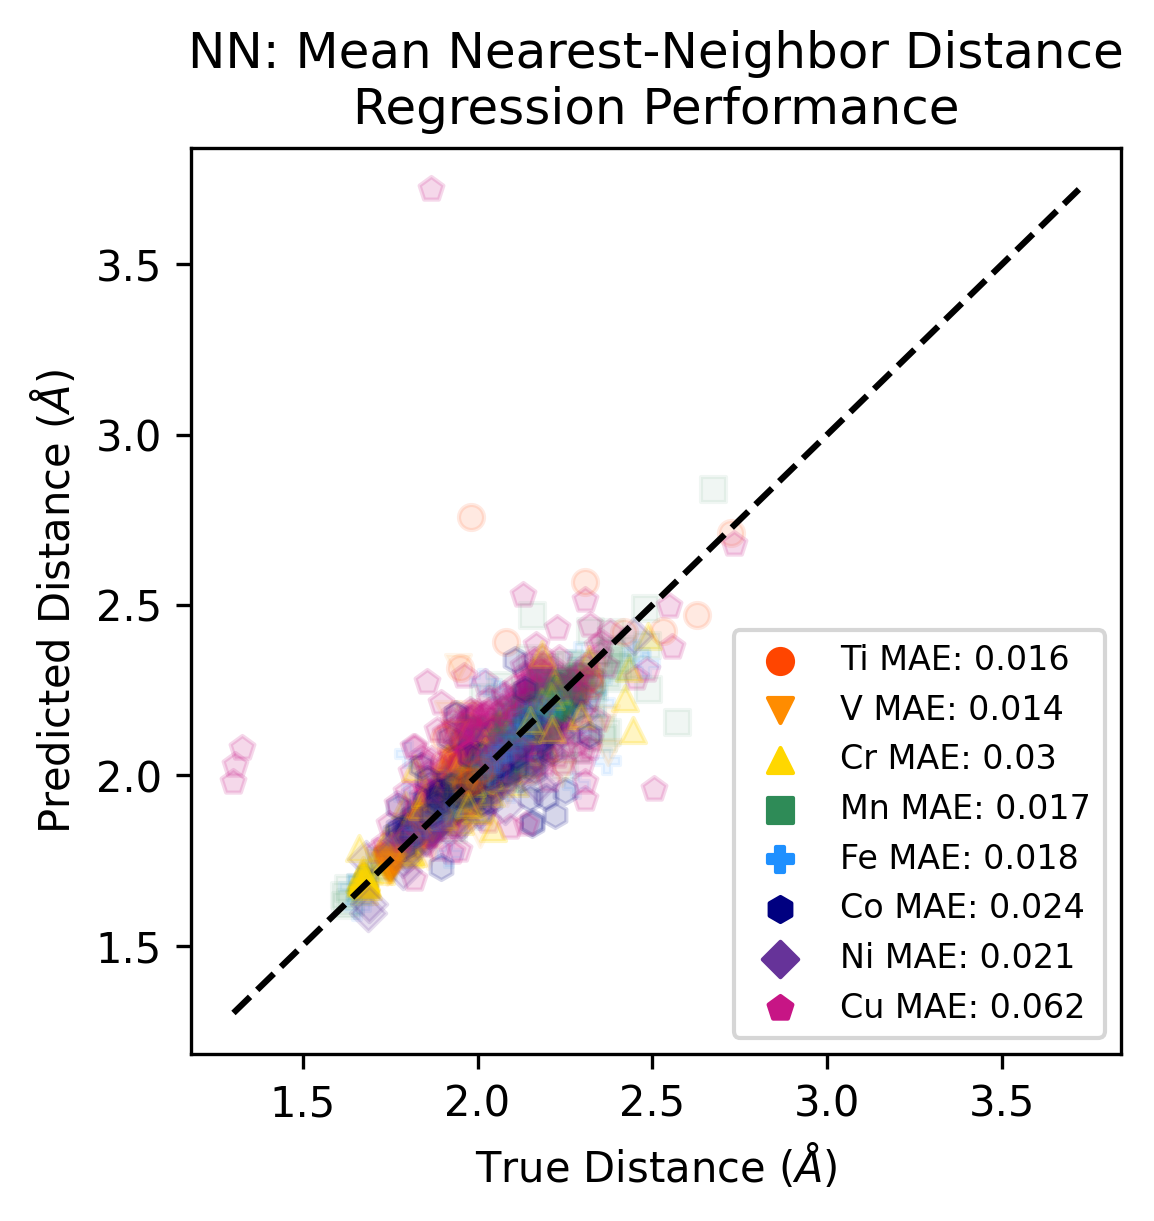 NN: Mean Nearest-Neighbor Distance
Regression Performance
Predicted Distance (Å)
3.5
3.0
2.5
2.0
1.5
Ti MAE: 0.016
V MAE: 0.014
Cr MAE: 0.03
Mn MAE: 0.017
Fe MAE: 0.018
Co MAE: 0.024
Ni MAE: 0.021
Cu MAE: 0.062
1.5 2.0 2.5 3.0 3.5
True Distance (Å)